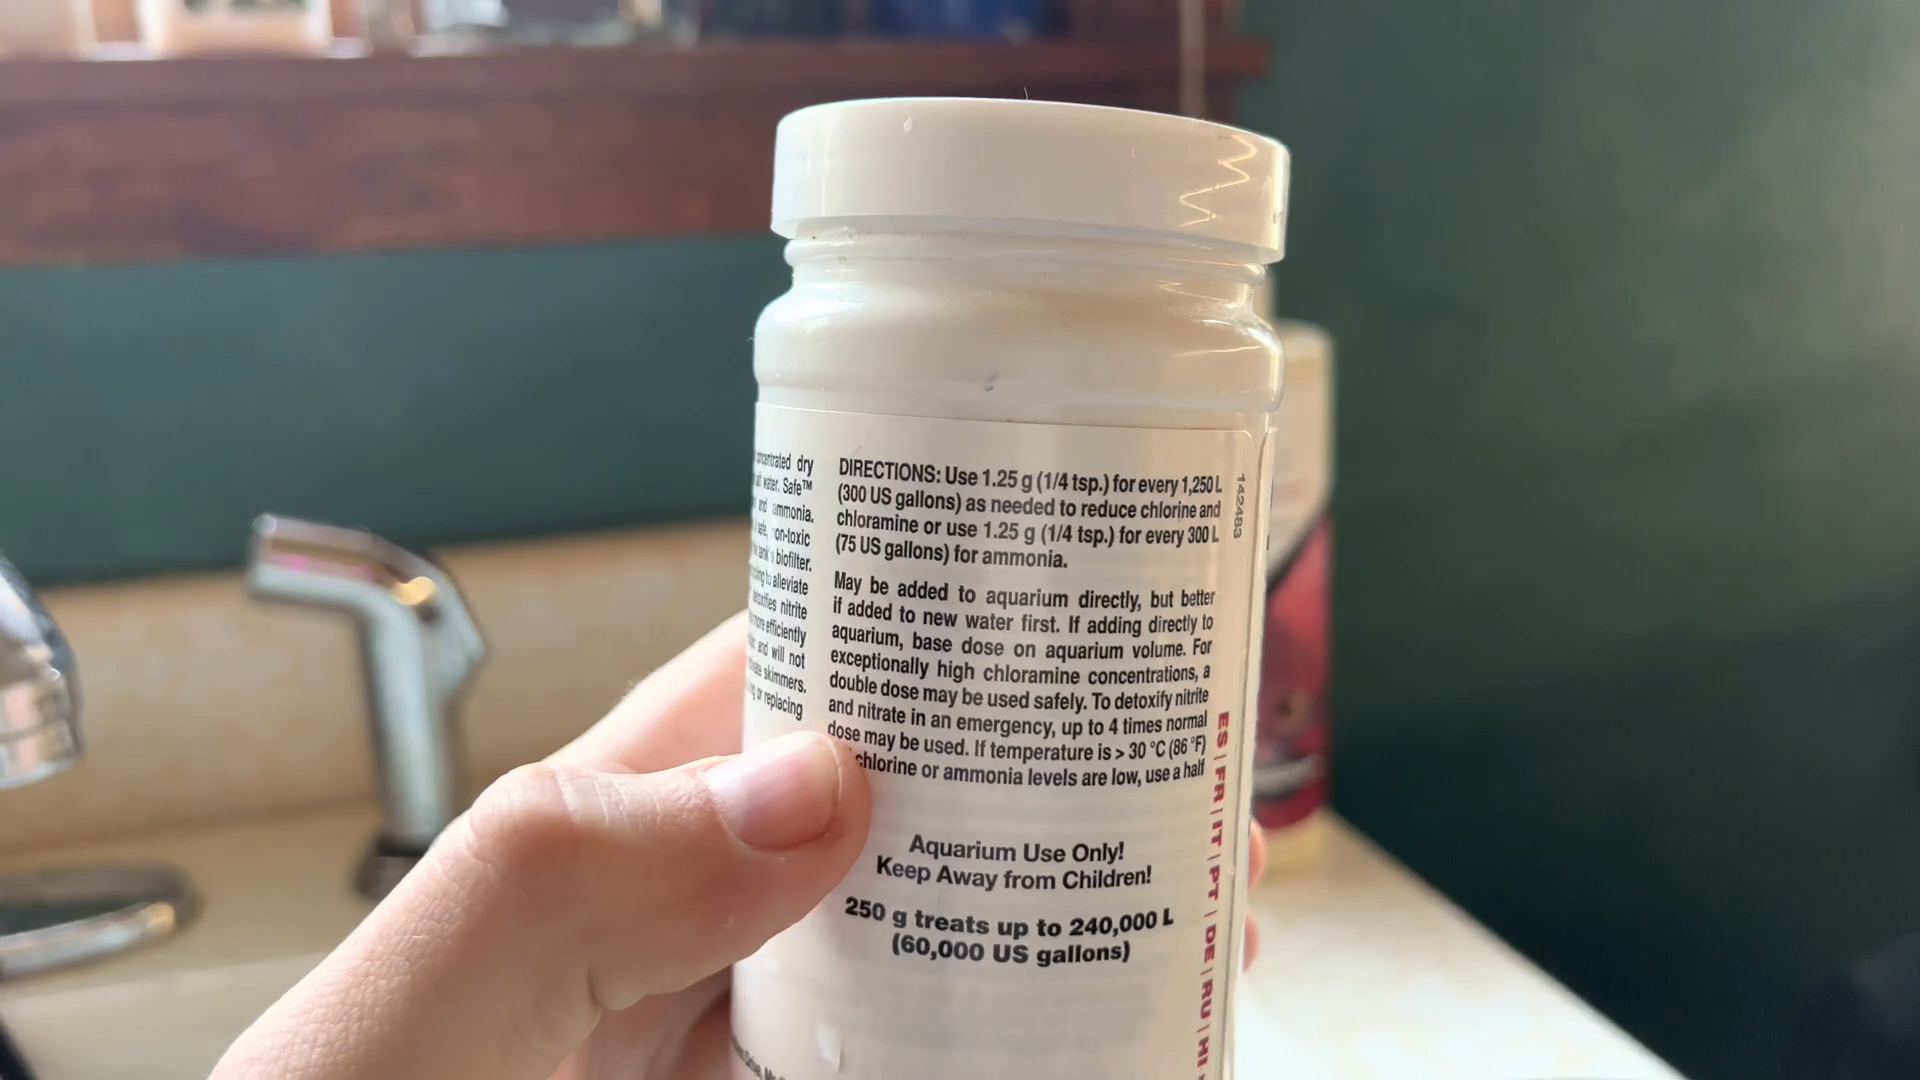 concentrated dry
salt water. Safe™
and ammonia.
safe, non-toxic
tank's biofilter.
to alleviate
detoxifies nitrite
more efficiently
and will not
skimmers.
or replacing
DIRECTIONS: Use 1.25 g (1/4 tsp.) for every 1,250 L
(300 US gallons) as needed to reduce chlorine and
chloramine or use 1.25 g (1/4 tsp.) for every 300 L
(75 US gallons) for ammonia.
May be added to aquarium directly, but better
if added to new water first. If adding directly to
aquarium, base dose on aquarium volume. For
exceptionally high chloramine concentrations, a
double dose may be used safely. To detoxify nitrite
and nitrate in an emergency, up to 4 times normal
dose may be used. If temperature is > 30 °C (86 °F)
chlorine or ammonia levels are low, use a half
Aquarium Use Only!
Keep Away from Children!
250 g treats up to 240,000 L
(60,000 US gallons)
142483
ES | FR | IT | PT | DE | RU | HI
Drive,